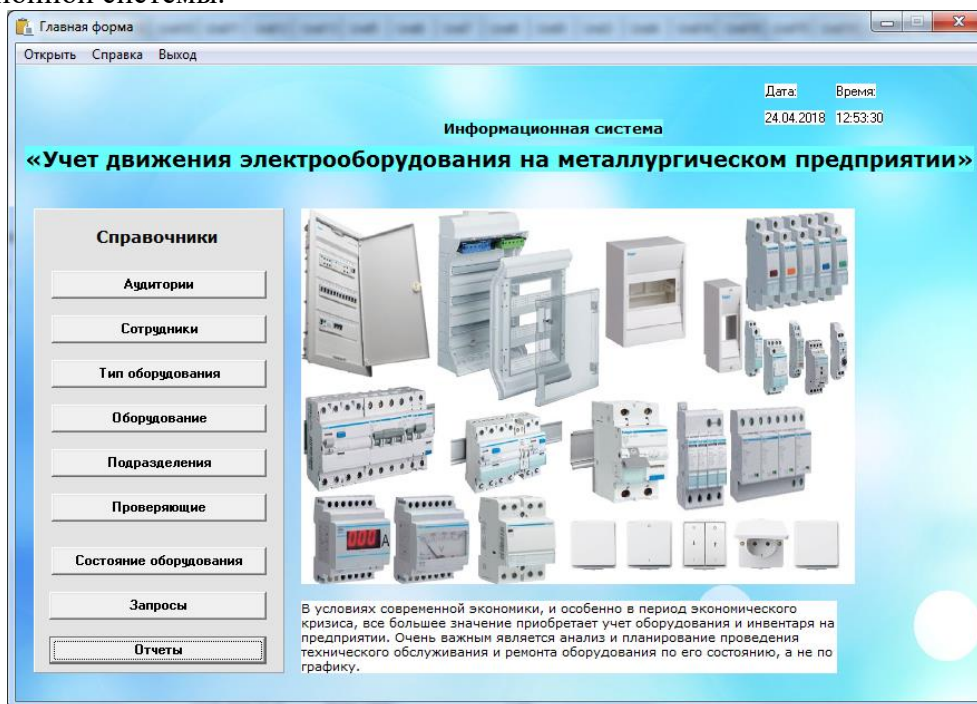 онной системы.
Главная форма
Открыть Справка Выход
Дата: Время:
24.04.2018 12:53:30
Информационная система
«Учет движения электрооборудования на металлургическом предприятии»
Справочники
Аудитории
Сотрудники
Тип оборудования
Оборудование
Подразделения
Проверяющие
Состояние оборудования
Запросы
Отчеты
000 A
В условиях современной экономики, и особенно в период экономического
кризиса, все большее значение приобретает учет оборудования и инвентаря на
предприятии. Очень важным является анализ и планирование проведения
технического обслуживания и ремонта оборудования по его состоянию, а не по
графику.